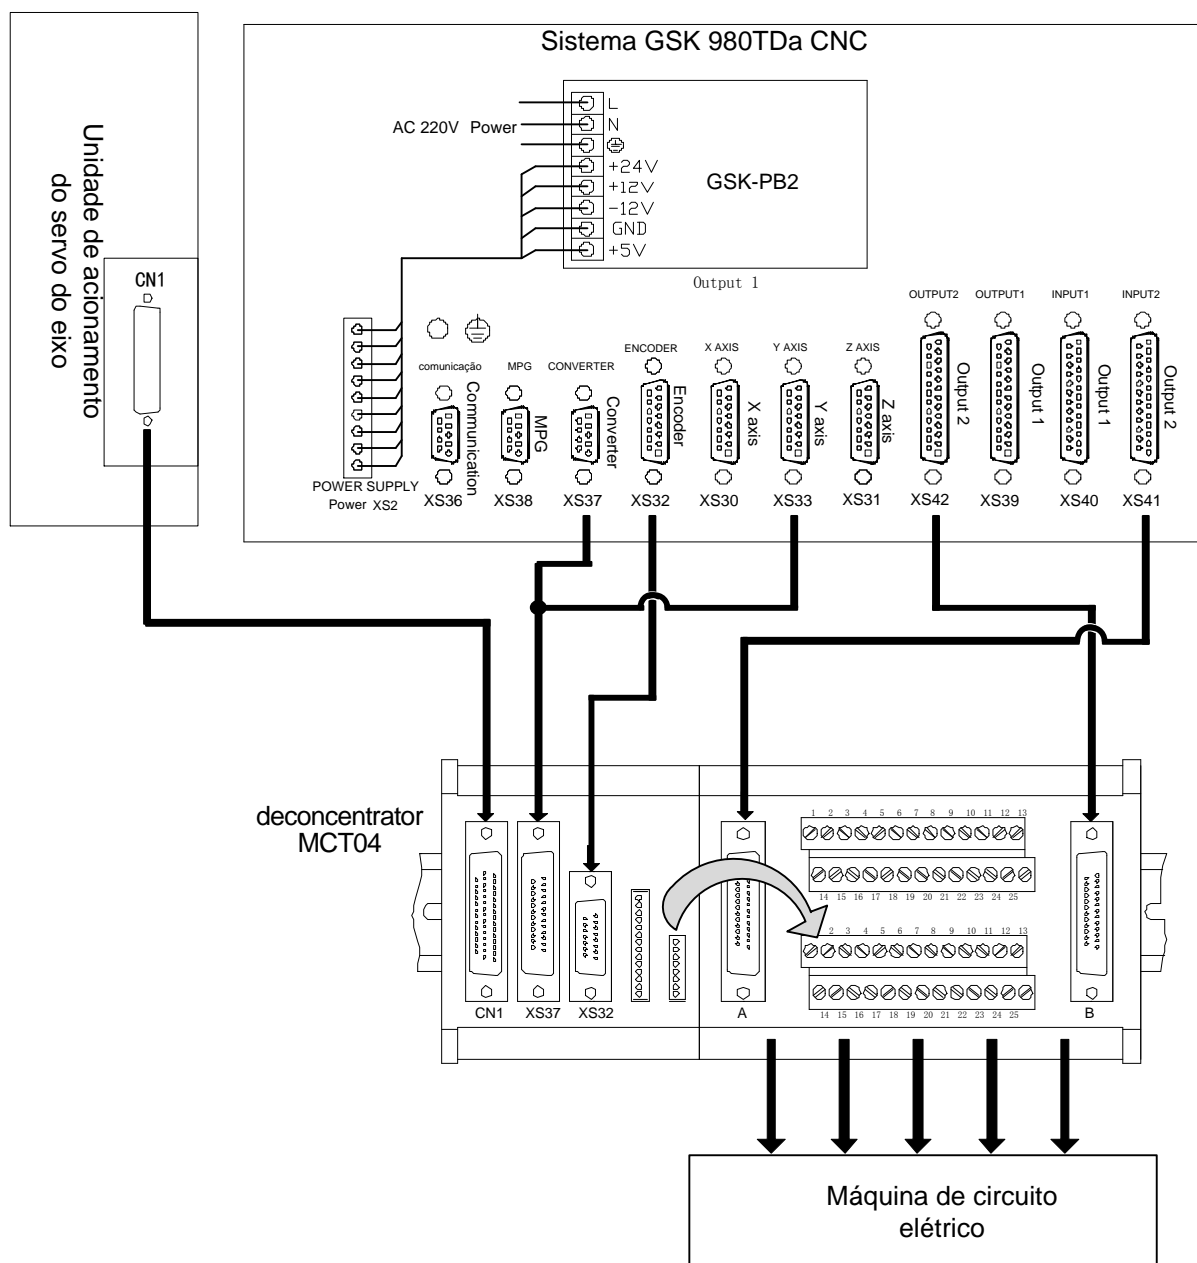 Sistema GSK 980TDa CNC
Unidade de acionamento
do servo do eixo
CN1
AC 220V Power
L
N
+24V
+12V
-12V
GND
+5V
GSK-PB2
Output 1
OUTPUT2 OUTPUT1 INPUT1 INPUT2
comunicação MPG CONVERTER ENCODER X AXIS Y AXIS Z AXIS
Communication
MPG
Converter
Encoder
X axis
Y axis
Z axis
Output 2
Output 1
Output 1
Output 2
POWER SUPPLY
Power XS2
XS36 XS38 XS37 XS32 XS30 XS33 XS31 XS42 XS39 XS40 XS41
deconcentrator
MCT04
1 2 3 4 5 6 7 8 9 10 11 12 13
14 15 16 17 18 19 20 21 22 23 24 25
2 3 4 5 6 7 8 9 10 11 12 13
14 15 16 17 18 19 20 21 22 23 24 25
CN1 XS37 XS32 A B
Máquina de circuito
elétrico